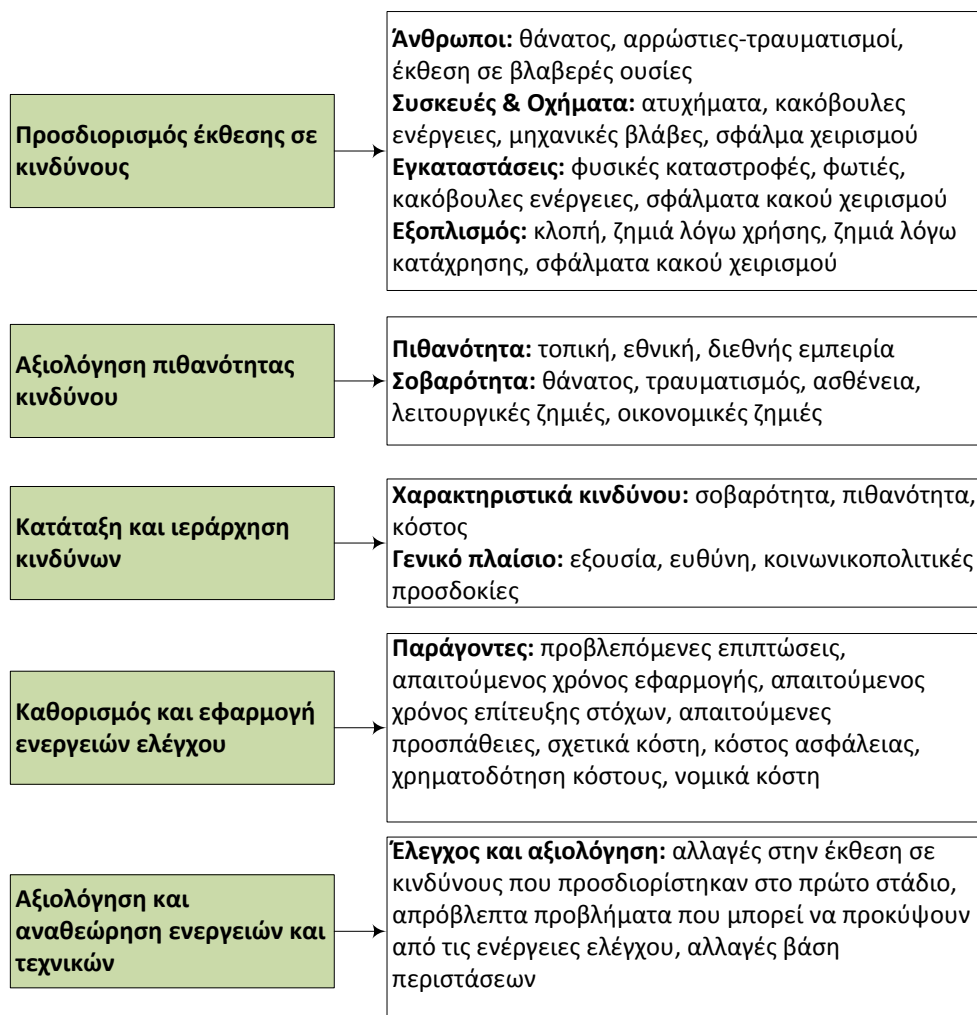 Προσδιορισμός έκθεσης σε
κινδύνους
Άνθρωποι: θάνατος, αρρώστιες-τραυματισμοί,
έκθεση σε βλαβερές ουσίες
Συσκευές & Οχήματα: ατυχήματα, κακόβουλες
ενέργειες, μηχανικές βλάβες, σφάλμα χειρισμού
Εγκαταστάσεις: φυσικές καταστροφές, φωτιές,
κακόβουλες ενέργειες, σφάλματα κακού χειρισμού
Εξοπλισμός: κλοπή, ζημιά λόγω χρήσης, ζημιά λόγω
κατάχρησης, σφάλματα κακού χειρισμού
Αξιολόγηση πιθανότητας
κινδύνου
Πιθανότητα: τοπική, εθνική, διεθνής εμπειρία
Σοβαρότητα: θάνατος, τραυματισμός, ασθένεια,
λειτουργικές ζημιές, οικονομικές ζημιές
Κατάταξη και ιεράρχηση
κινδύνων
Χαρακτηριστικά κινδύνου: σοβαρότητα, πιθανότητα,
κόστος
Γενικό πλαίσιο: εξουσία, ευθύνη, κοινωνικοπολιτικές
προσδοκίες
Καθορισμός και εφαρμογή
ενεργειών ελέγχου
Παράγοντες: προβλεπόμενες επιπτώσεις,
απαιτούμενος χρόνος εφαρμογής, απαιτούμενος
χρόνος επίτευξης στόχων, απαιτούμενες
προσπάθειες, σχετικά κόστη, κόστος ασφάλειας,
χρηματοδότηση κόστους, νομικά κόστη
Αξιολόγηση και
αναθεώρηση ενεργειών και
τεχνικών
Έλεγχος και αξιολόγηση: αλλαγές στην έκθεση σε
κινδύνους που προσδιορίστηκαν στο πρώτο στάδιο,
απρόβλεπτα προβλήματα που μπορεί να προκύψουν
από τις ενέργειες ελέγχου, αλλαγές βάση
περιστάσεων